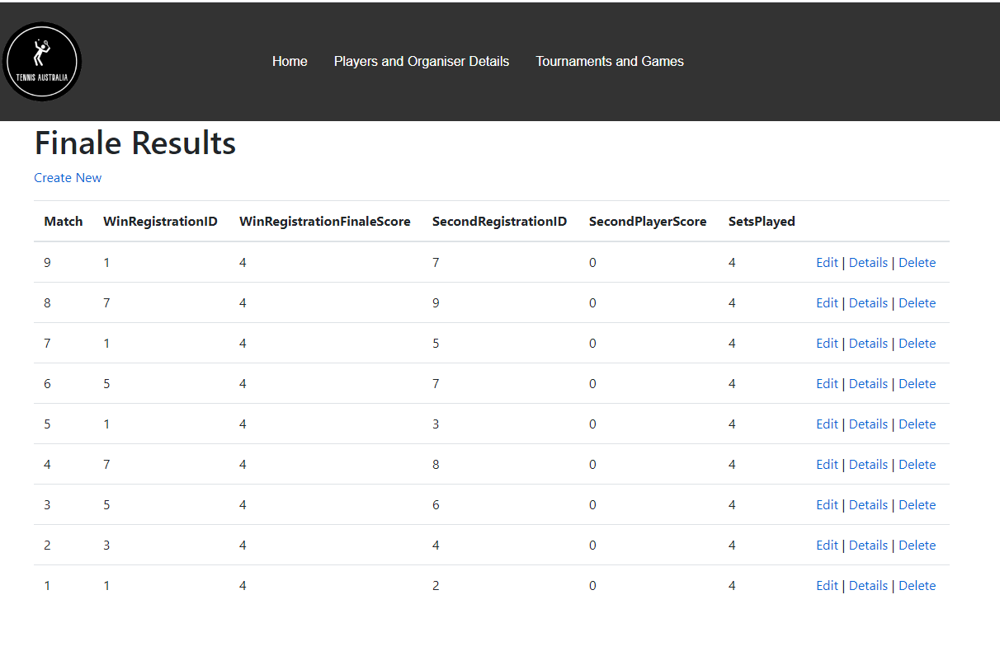 TENNIS AUSTRALIA
Home Players and Organiser Details Tournaments and Games
Finale Results
Create New
Match WinRegistrationID WinRegistrationFinaleScore SecondRegistrationID SecondPlayerScore SetsPlayed
9 1 4 7 0 4 Edit | Details | Delete
8 7 4 9 0 4 Edit | Details | Delete
7 1 4 5 0 4 Edit | Details | Delete
6 5 4 7 0 4 Edit | Details | Delete
5 1 4 3 0 4 Edit | Details | Delete
4 7 4 8 0 4 Edit | Details | Delete
3 5 4 6 0 4 Edit | Details | Delete
2 3 4 4 0 4 Edit | Details | Delete
1 1 4 2 0 4 Edit | Details | Delete